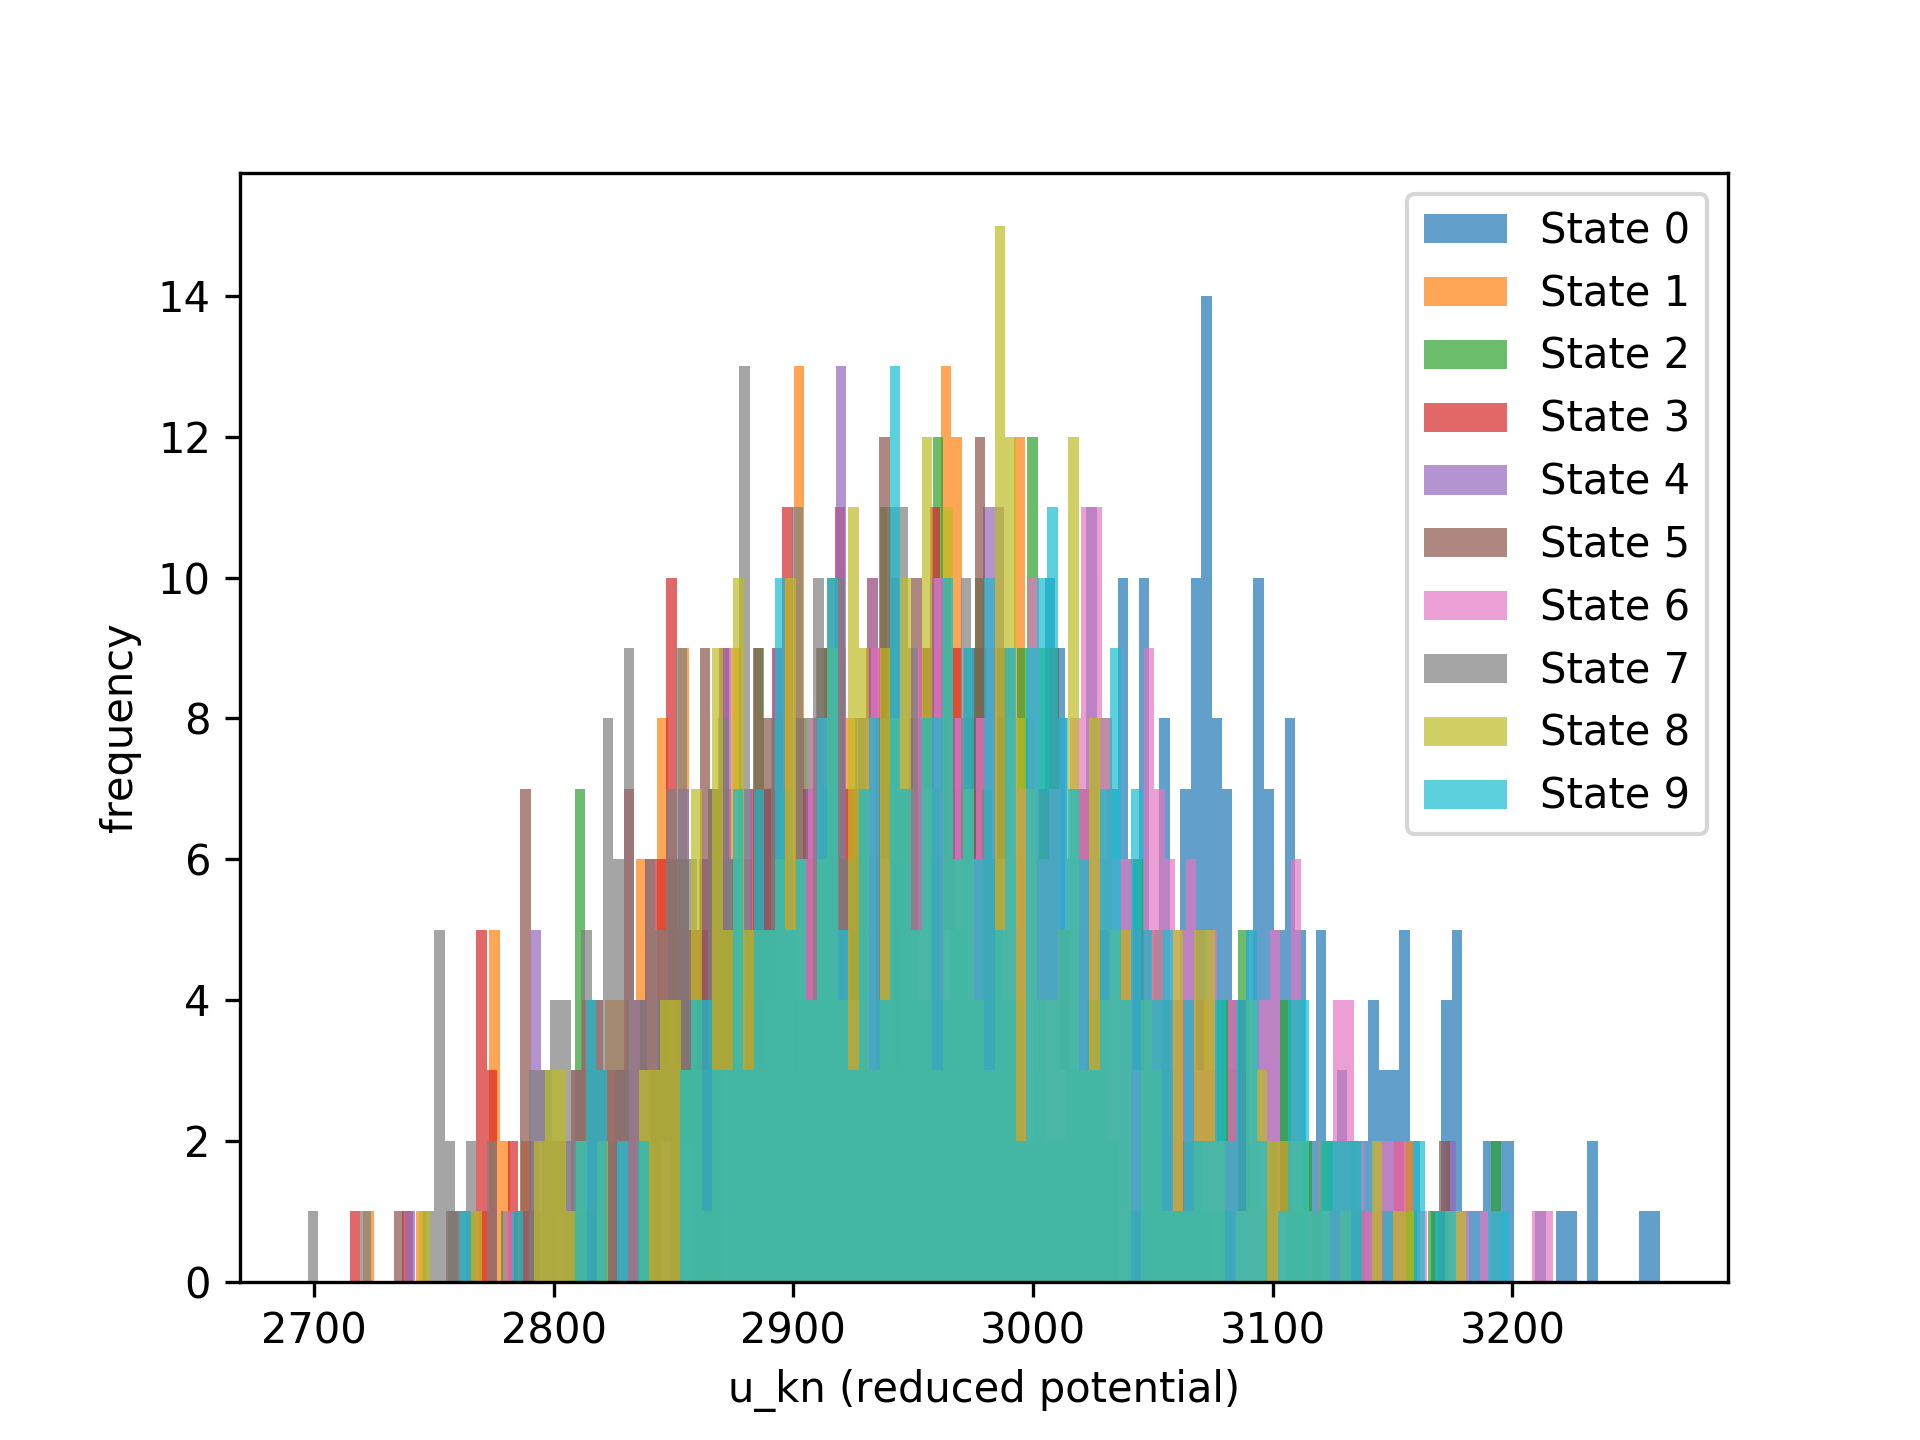 State 0
State 1
State 2
State 3
State 4
State 5
State 6
State 7
State 8
State 9
14
12
10
8
6
4
2
0
frequency
2700 2800 2900 3000 3100 3200
u_kn (reduced potential)